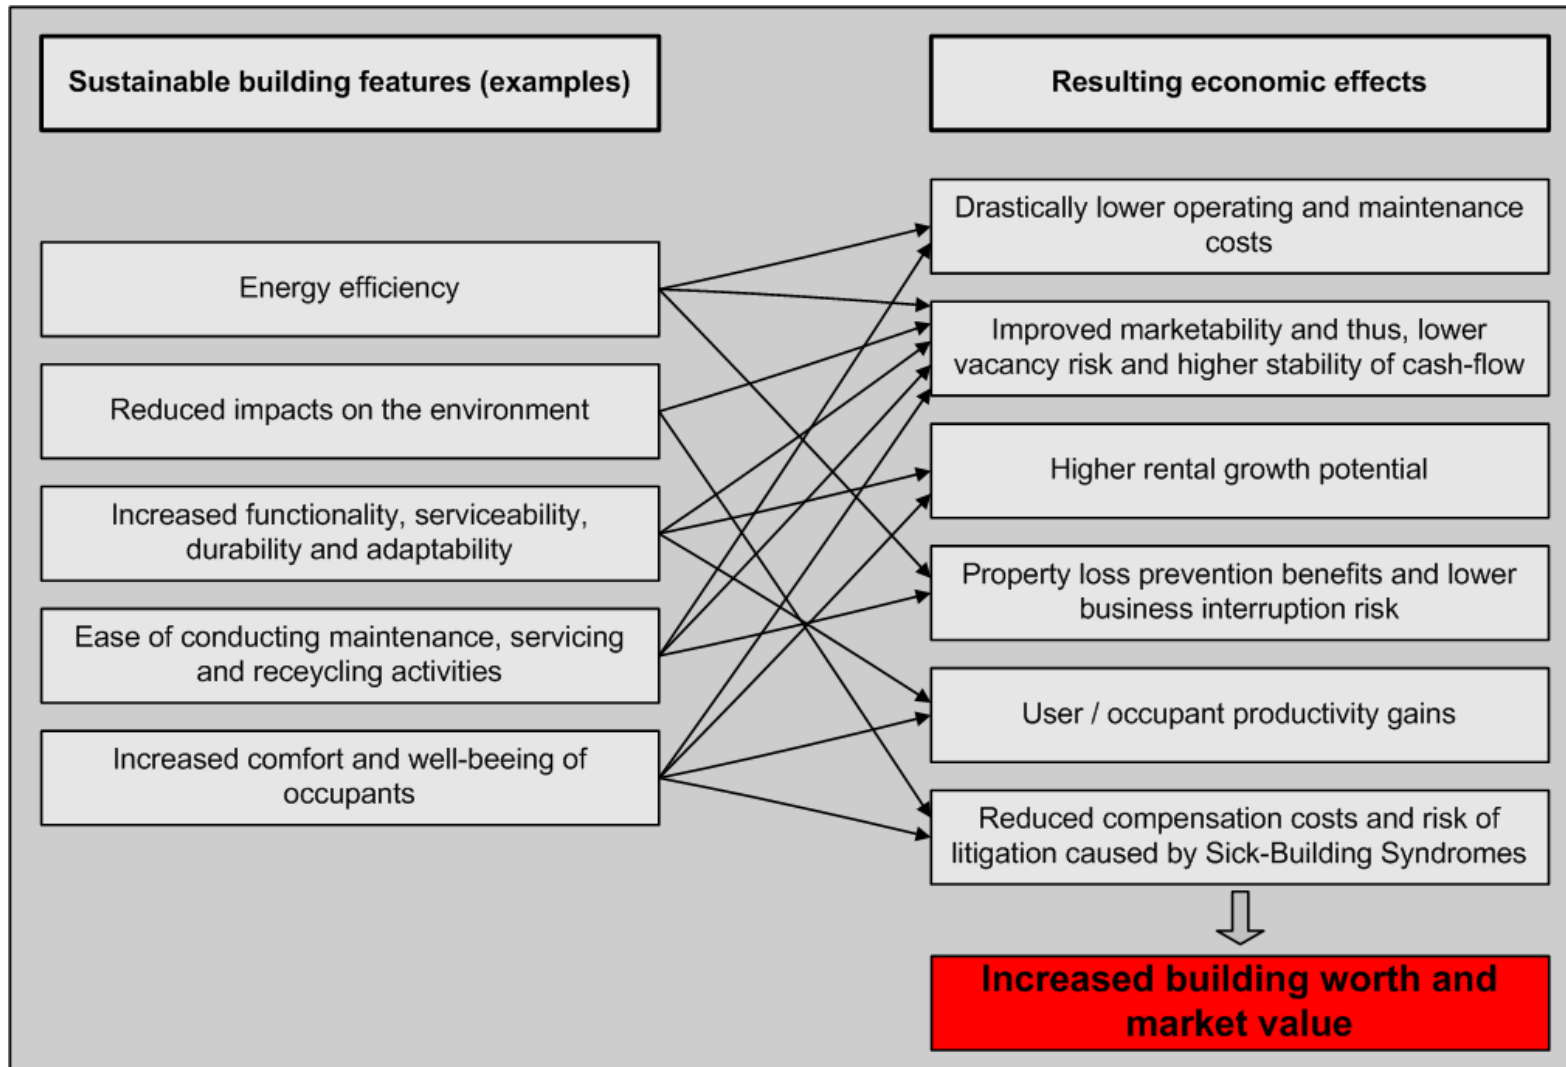 Sustainable building features (examples)
Resulting economic effects
Energy efficiency
Reduced impacts on the environment
Increased functionality, serviceability,
durability and adaptability
Ease of conducting maintenance, servicing
and receycling activities
Increased comfort and well-beeing of
occupants
Drastically lower operating and maintenance
costs
Improved marketability and thus, lower
vacancy risk and higher stability of cash-flow
Higher rental growth potential
Property loss prevention benefits and lower
business interruption risk
User / occupant productivity gains
Reduced compensation costs and risk of
litigation caused by Sick-Building Syndromes
Increased building worth and
market value